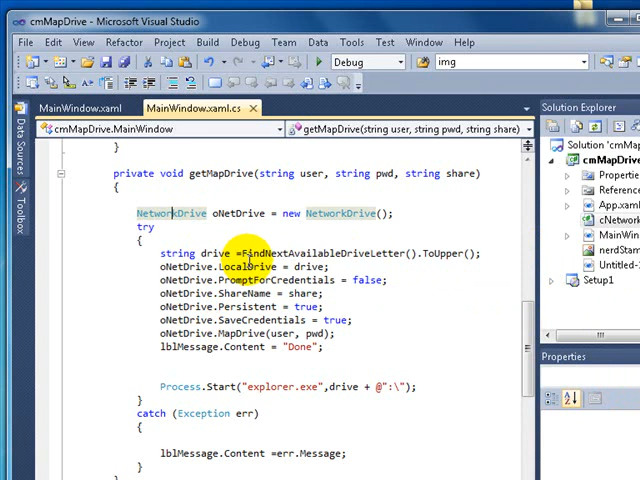 cmMapDrive - Microsoft Visual Studio
File Edit View Refactor Project Build Debug Data Tools Test Window Help
Debug img
MainWindow.xaml MainWindow.xaml.cs
cmMapDrive.MainWindow getMapDrive(string user, string pwd, string share)
Data Sources
Toolbox
}
private void getMapDrive(string user, string pwd, string share)
{
NetworkDrive oNetDrive = new NetworkDrive();
try
{
string drive =FindNextAvailableDriveLetter().ToUpper();
oNetDrive.LocalDrive = drive;
oNetDrive.PromptForCredentials = false;
oNetDrive.ShareName = share;
oNetDrive.Persistent = true;
oNetDrive.SaveCredentials = true;
oNetDrive.MapDrive(user, pwd);
lblMessage.Content = "Done";
Process.Start("explorer.exe",drive + @":\");
}
catch (Exception err)
{
lblMessage.Content =err.Message;
}
Solution Explorer
Solution 'cmMa
cmMapDrive
Propertie
Reference
App.xaml
cNetwork
MainWind
nerdStam
Untitled-
Setup1
Properties